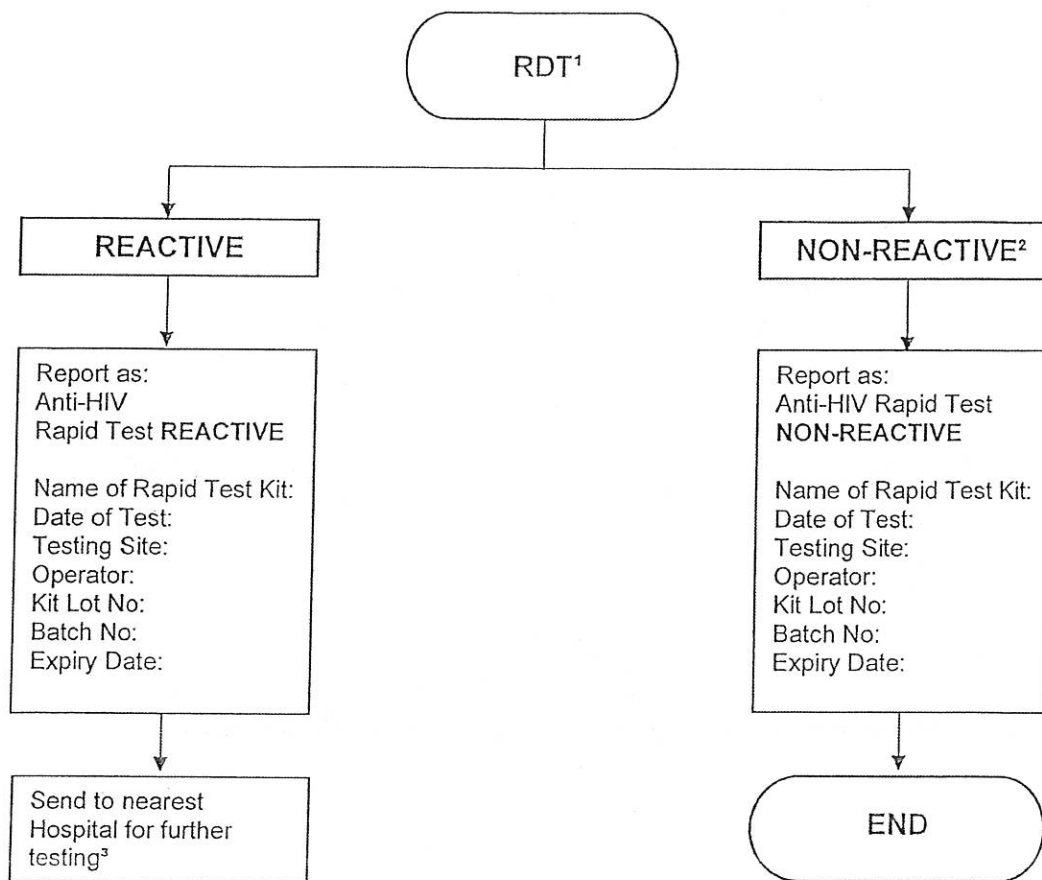 RDT¹
REACTIVE
NON-REACTIVE²
Report as:
Anti-HIV
Rapid Test REACTIVE
Name of Rapid Test Kit:
Date of Test:
Testing Site:
Operator:
Kit Lot No:
Batch No:
Expiry Date:
Report as:
Anti-HIV Rapid Test
NON-REACTIVE
Name of Rapid Test Kit:
Date of Test:
Testing Site:
Operator:
Kit Lot No:
Batch No:
Expiry Date:
Send to nearest
Hospital for further
testing³
END